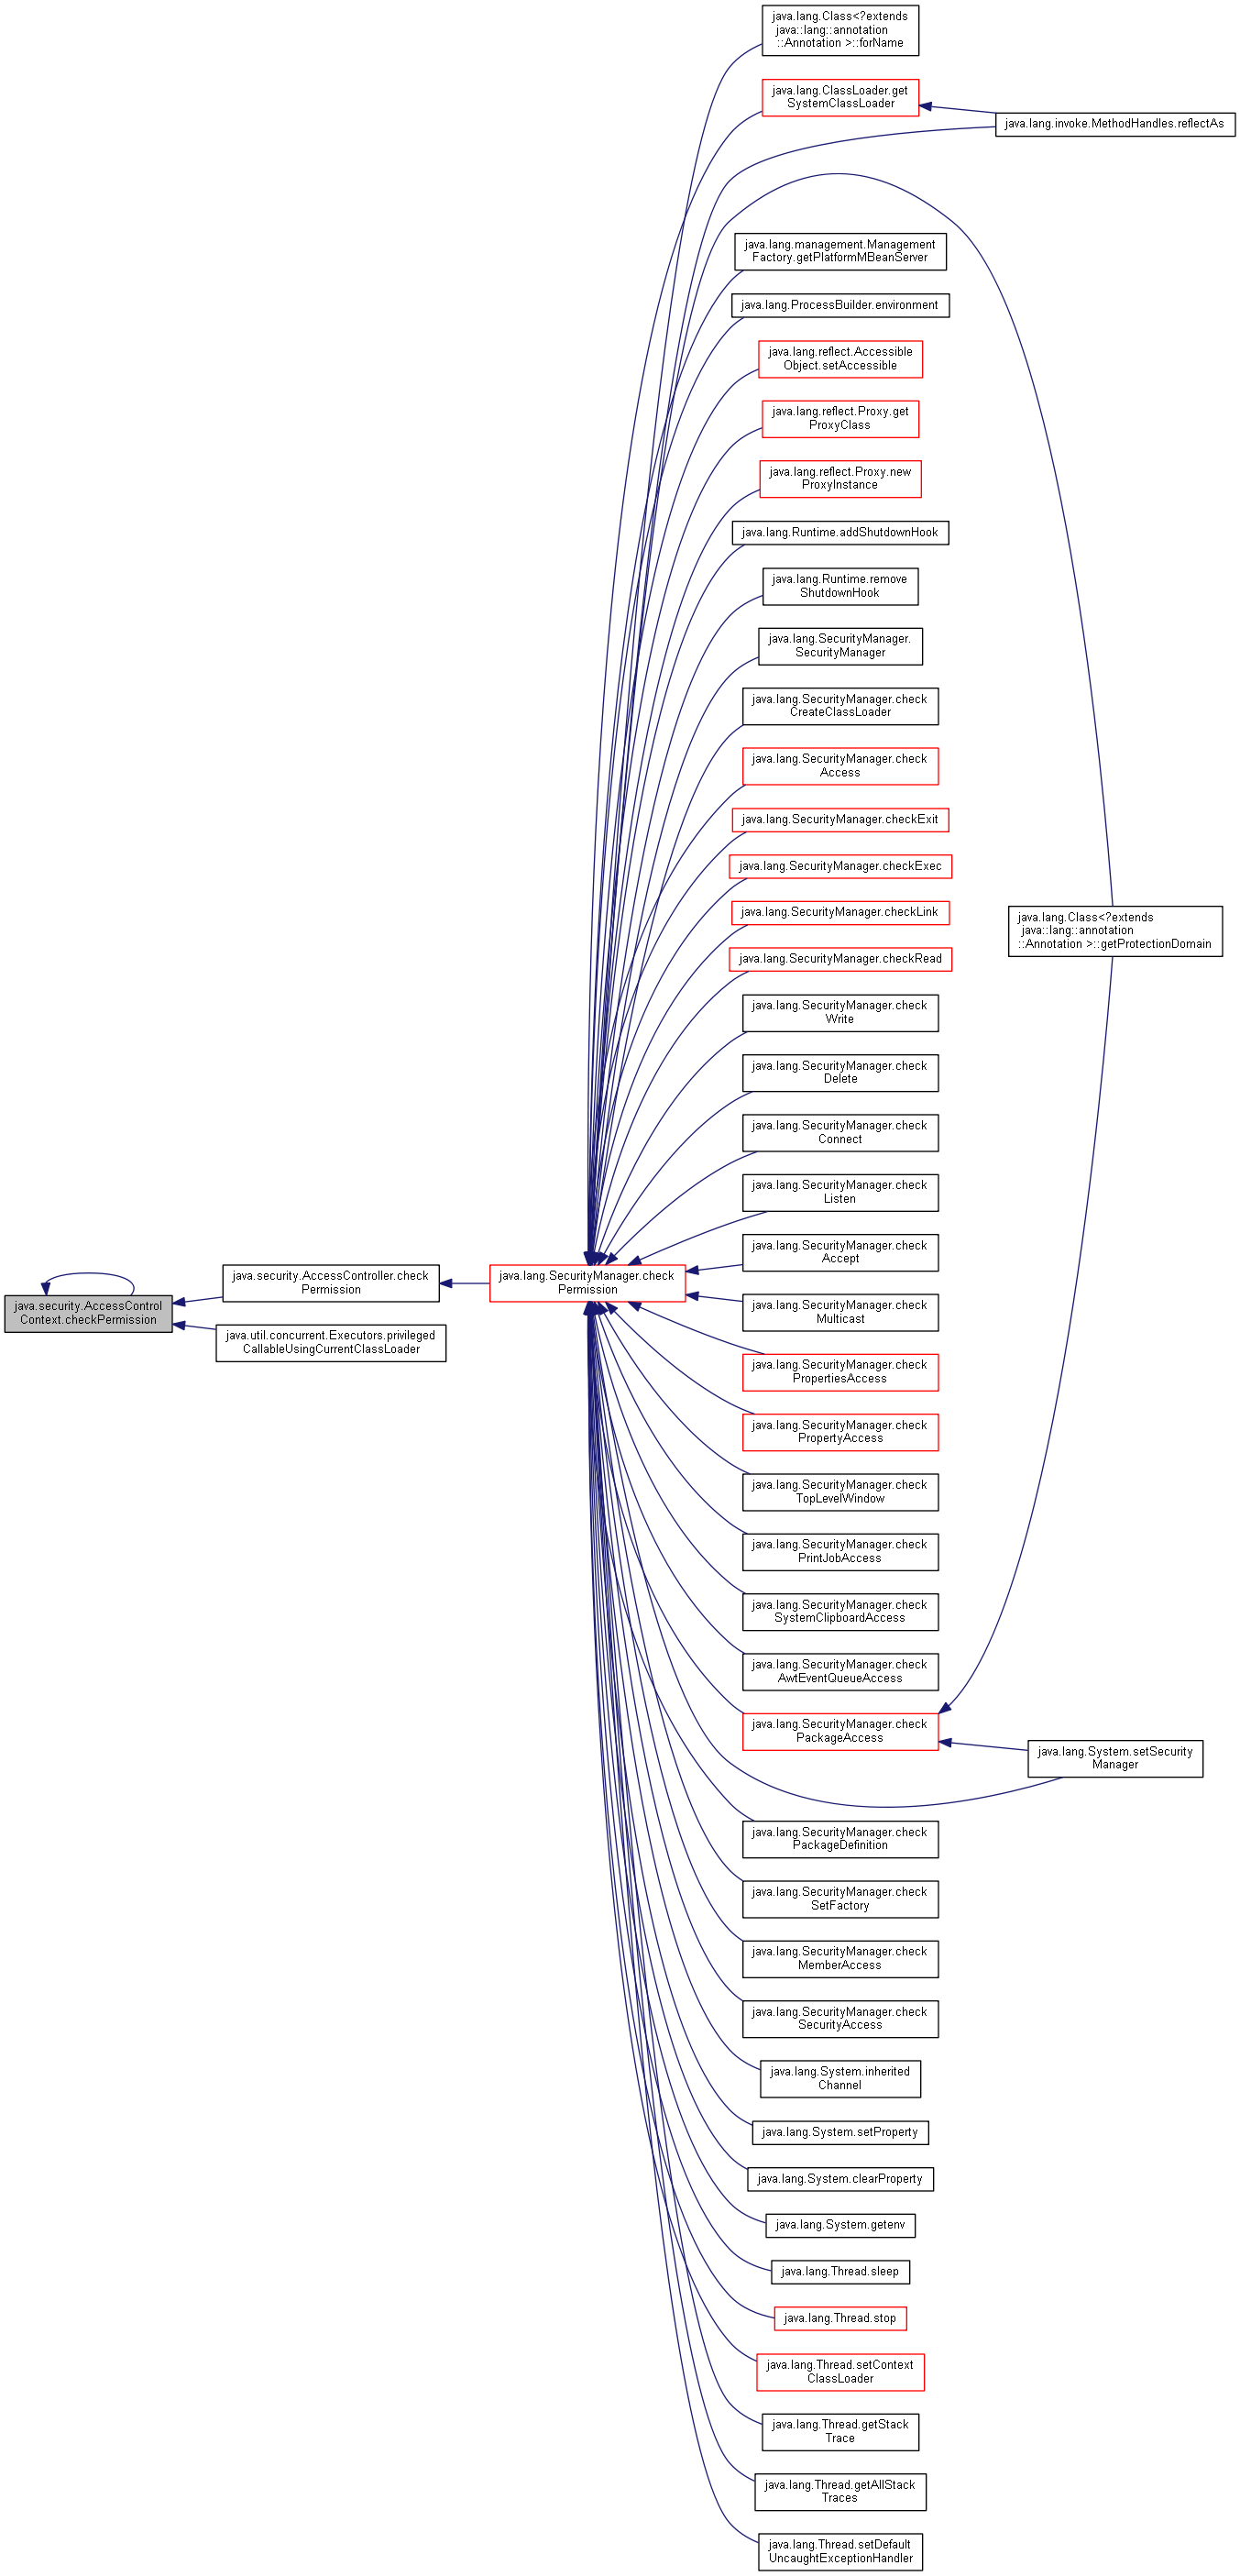 java.lang.Class<?extends
java::lang::annotation
::Annotation >::forName
java.lang.ClassLoader.get
SystemClassLoader
java.lang.invoke.MethodHandles.reflectAs
java.lang.management.Management
Factory.getPlatformMBeanServer
java.lang.ProcessBuilder.environment
java.lang.reflect.Accessible
Object.setAccessible
java.lang.reflect.Proxy.get
ProxyClass
java.lang.reflect.Proxy.new
ProxyInstance
java.lang.Runtime.addShutdownHook
java.lang.Runtime.remove
ShutdownHook
java.lang.SecurityManager.
SecurityManager
java.lang.SecurityManager.check
CreateClassLoader
java.lang.SecurityManager.check
Access
java.lang.SecurityManager.checkExit
java.lang.SecurityManager.checkExec
java.lang.SecurityManager.checkLink
java.lang.Class<?extends
java::lang::annotation
::Annotation >::getProtectionDomain
java.lang.SecurityManager.checkRead
java.lang.SecurityManager.check
Write
java.lang.SecurityManager.check
Delete
java.lang.SecurityManager.check
Connect
java.lang.SecurityManager.check
Listen
java.lang.SecurityManager.check
Accept
java.security.AccessControl
Context.checkPermission
java.security.AccessController.check
Permission
java.util.concurrent.Executors.privileged
CallableUsingCurrentClassLoader
java.lang.SecurityManager.check
Permission
java.lang.SecurityManager.check
Multicast
java.lang.SecurityManager.check
PropertiesAccess
java.lang.SecurityManager.check
PropertyAccess
java.lang.SecurityManager.check
TopLevelWindow
java.lang.SecurityManager.check
PrintJobAccess
java.lang.SecurityManager.check
SystemClipboardAccess
java.lang.SecurityManager.check
AwtEventQueueAccess
java.lang.SecurityManager.check
PackageAccess
java.lang.System.setSecurity
Manager
java.lang.SecurityManager.check
PackageDefinition
java.lang.SecurityManager.check
SetFactory
java.lang.SecurityManager.check
MemberAccess
java.lang.SecurityManager.check
SecurityAccess
java.lang.System.inherited
Channel
java.lang.System.setProperty
java.lang.System.clearProperty
java.lang.System.getenv
java.lang.Thread.sleep
java.lang.Thread.stop
java.lang.Thread.setContext
ClassLoader
java.lang.Thread.getStack
Trace
java.lang.Thread.getAllStack
Traces
java.lang.Thread.setDefault
UncaughtExceptionHandler